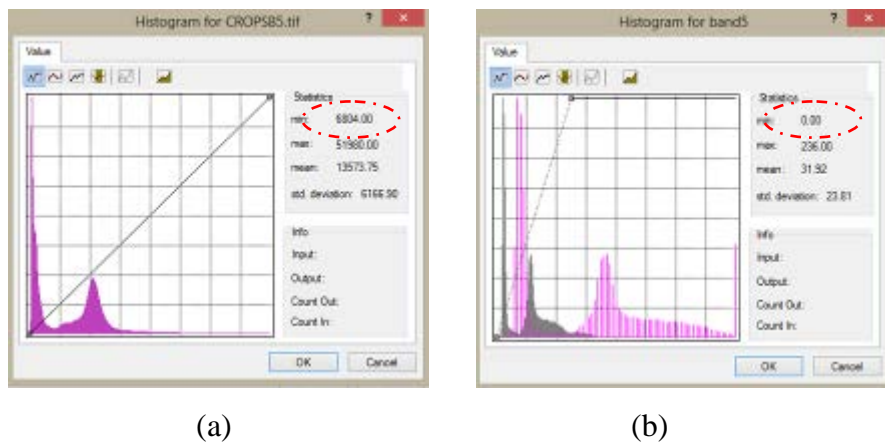 Histogram for CROPSB5.tif ? ×
Value
Statistics
min: 6804.00
max: 51980.00
mean: 13573.75
std. deviation: 6166.90
Info
Input:
Output:
Count Out:
Count In:
OK Cancel
(a)
Histogram for band5 ? ×
Value
Statistics
min: 0.00
max: 236.00
mean: 31.92
std. deviation: 23.81
Info
Input:
Output:
Count Out:
Count In:
OK Cancel
(b)